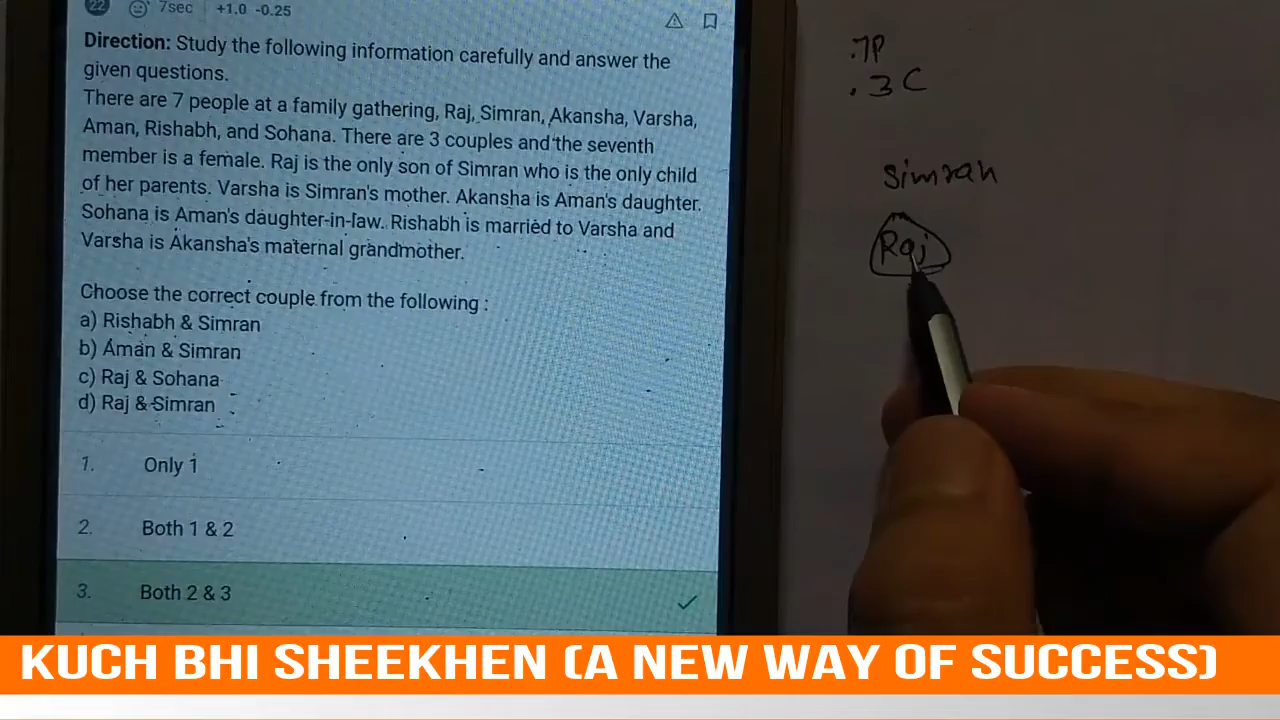 22 7sec +1.0 -0.25
Direction: Study the following information carefully and answer the
given questions.
There are 7 people at a family gathering, Raj, Simran, Akansha, Varsha,
Aman, Rishabh, and Sohana. There are 3 couples and the seventh
member is a female. Raj is the only son of Simran who is the only child
of her parents. Varsha is Simran's mother. Akansha is Aman's daughter.
Sohana is Aman's daughter-in-law. Rishabh is married to Varsha and
Varsha is Akansha's maternal grandmother.
Choose the correct couple from the following :
a) Rishabh & Simran
b) Aman & Simran
c) Raj & Sohana
d) Raj & Simran
1. Only 1
2. Both 1 & 2
3. Both 2 & 3
.7P
.3C
Simran
Raj
KUCH BHI SHEEKHEN (A NEW WAY OF SUCCESS)